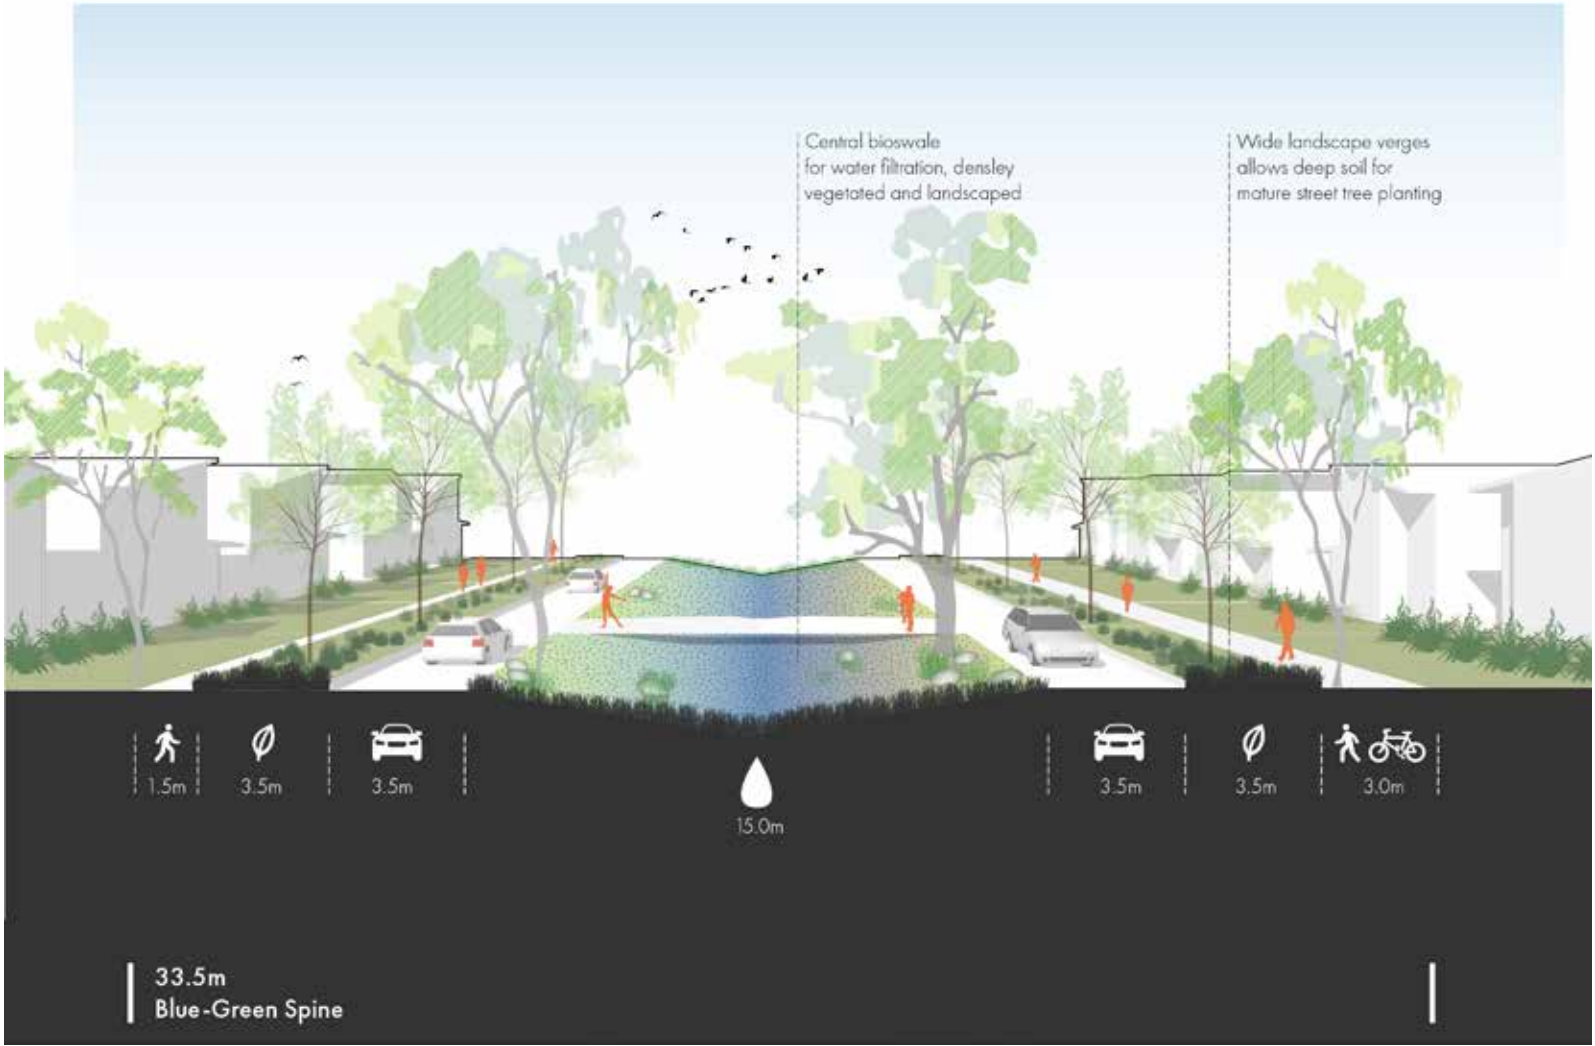 Central bioswale
for water filtration, densley
vegetated and landscaped
Wide landscape verges
allows deep soil for
mature street tree planting
1.5m
3.5m
3.5m
15.0m
3.5m
3.5m
3.0m
33.5m
Blue-Green Spine